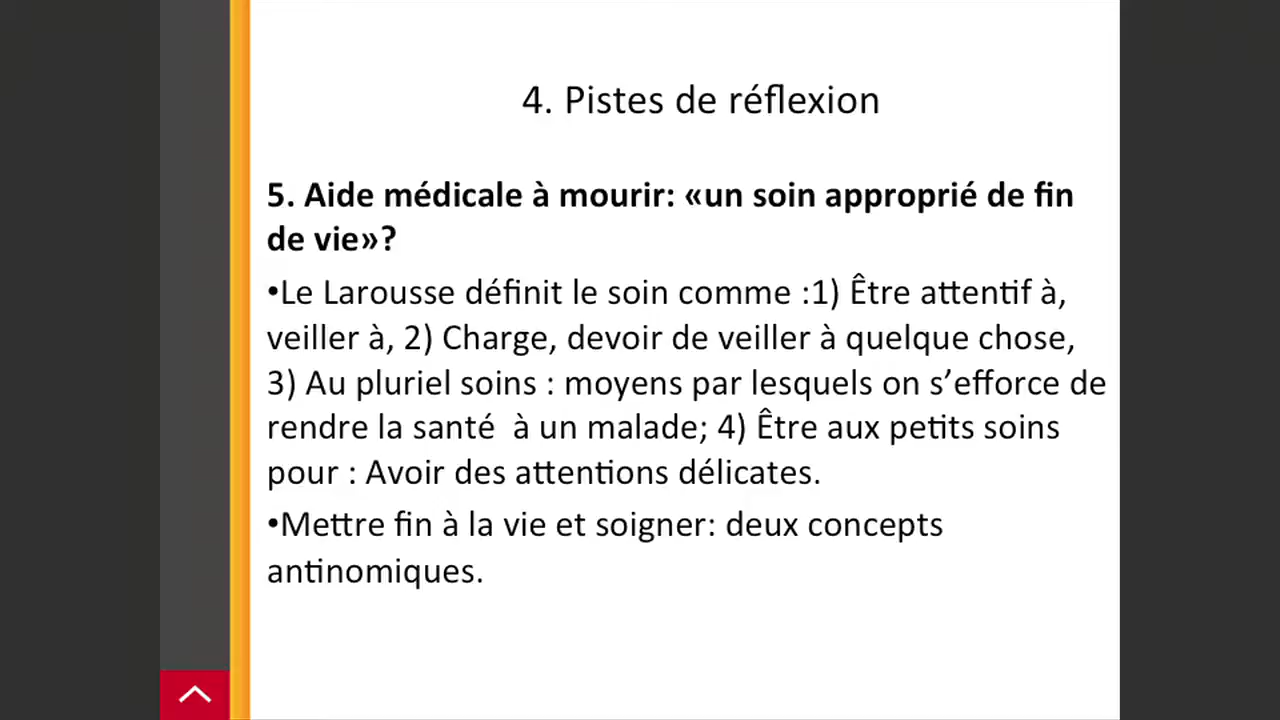 4. Pistes de réflexion
5. Aide médicale à mourir: «un soin approprié de fin
de vie»?
•Le Larousse définit le soin comme :1) Être attentif à,
veiller à, 2) Charge, devoir de veiller à quelque chose,
3) Au pluriel soins : moyens par lesquels on s’efforce de
rendre la santé  à un malade; 4) Être aux petits soins
pour : Avoir des attentions délicates.
•Mettre fin à la vie et soigner: deux concepts
antinomiques.